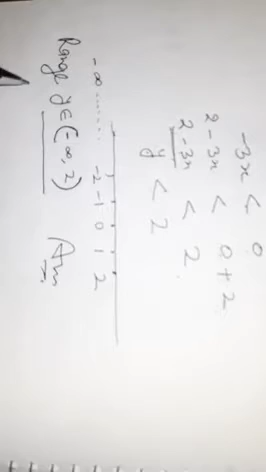 -3x < 0
2-3x < 0+2
2-3x < 2
y < 2
-∞ ...... -2 -1 0 1 2
Range y∈(-∞, 2) Ans